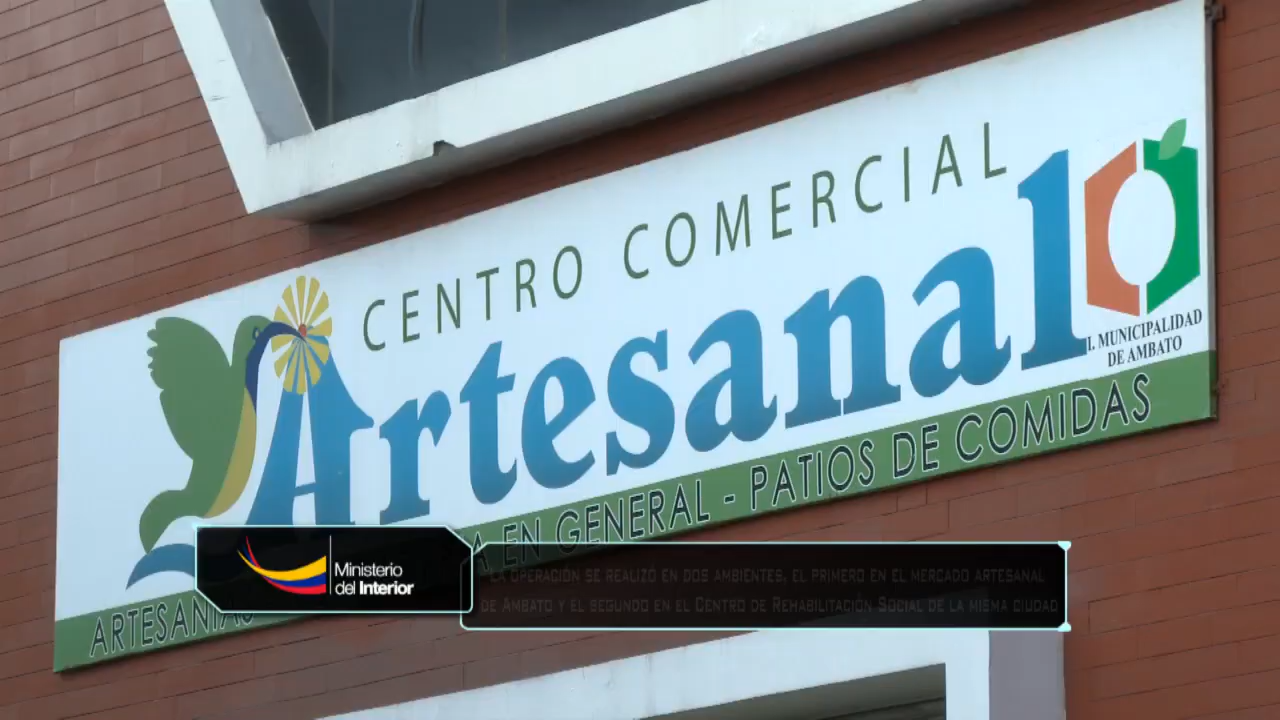 CENTRO COMERCIAL
Artesanal
I. MUNICIPALIDAD
DE AMBATO
ARTESANIAS
A EN GENERAL - PATIOS DE COMIDAS
Ministerio
del Interior
LA OPERACIÓN SE REALIZÓ EN DOS AMBIENTES, EL PRIMERO EN EL MERCADO ARTESANAL
DE AMBATO Y EL SEGUNDO EN EL CENTRO DE REHABILITACIÓN SOCIAL DE LA MISMA CIUDAD